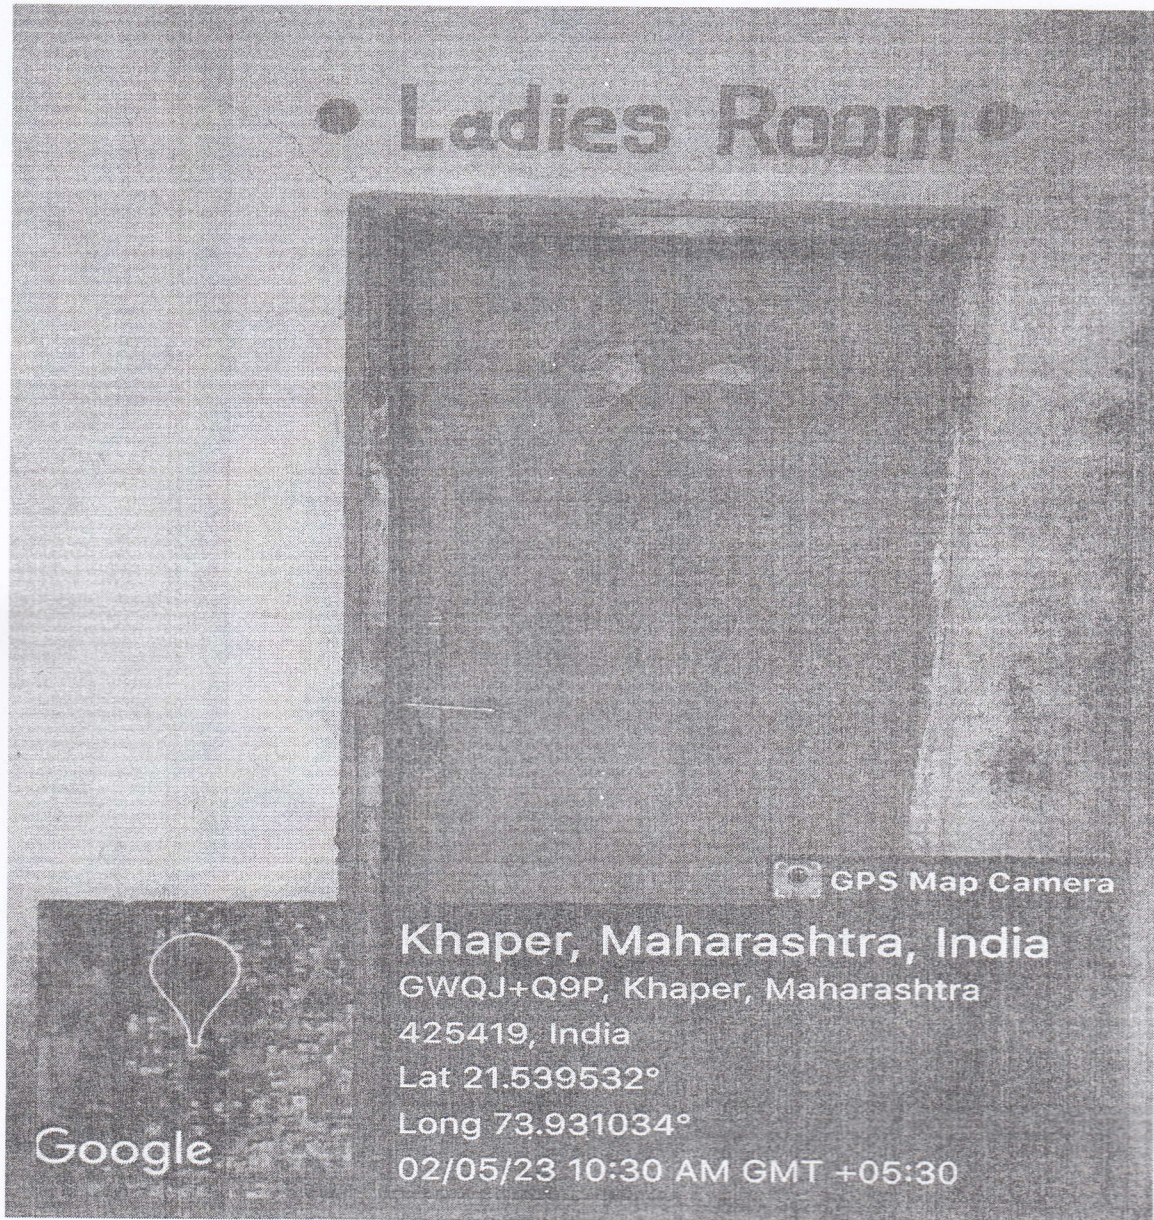 • Ladies Room •
GPS Map Camera
Khaper, Maharashtra, India
GWQJ+Q9P, Khaper, Maharashtra
425419, India
Lat 21.539532°
Long 73.931034°
02/05/23 10:30 AM GMT +05:30
Google